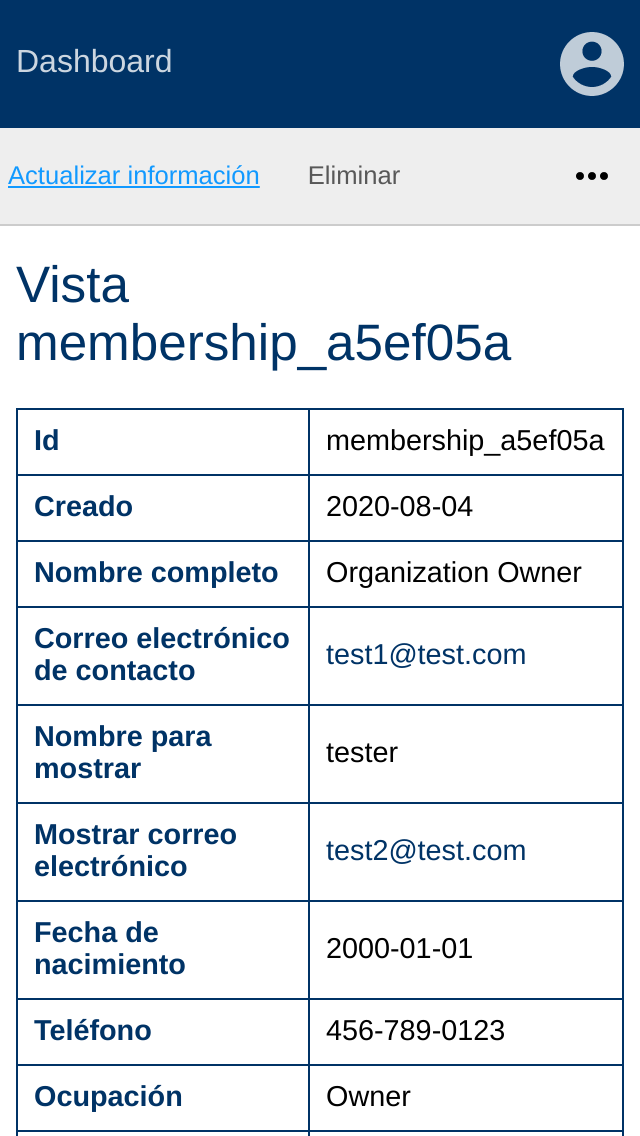 Dashboard
Actualizar información Eliminar •••
Vista
membership_a5ef05a
Id membership_a5ef05a
Creado 2020-08-04
Nombre completo Organization Owner
Correo electrónico
de contacto test1@test.com
Nombre para
mostrar tester
Mostrar correo
electrónico test2@test.com
Fecha de
nacimiento 2000-01-01
Teléfono 456-789-0123
Ocupación Owner